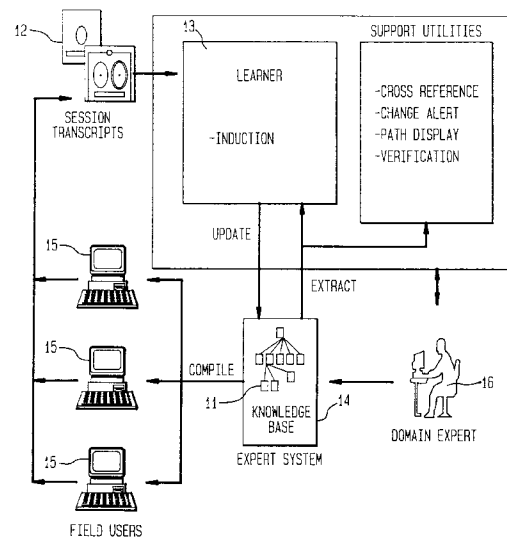 12
SESSION
TRANSCRIPTS
13
LEARNER
-INDUCTION
SUPPORT UTILITIES
-CROSS REFERENCE
-CHANGE ALERT
-PATH DISPLAY
-VERIFICATION
UPDATE
EXTRACT
15
15
15
COMPILE
11
KNOWLEDGE
BASE
14
EXPERT SYSTEM
16
DOMAIN EXPERT
FIELD USERS